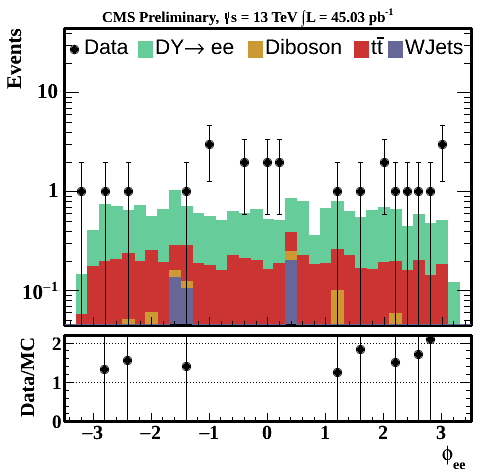 CMS Preliminary, √s = 13 TeV ∫L = 45.03 pb⁻¹
Events
Data DY→ ee Diboson tt̄ WJets
10
1
10⁻¹
Data/MC
2
1
0
−3 −2 −1 0 1 2 3
ϕee